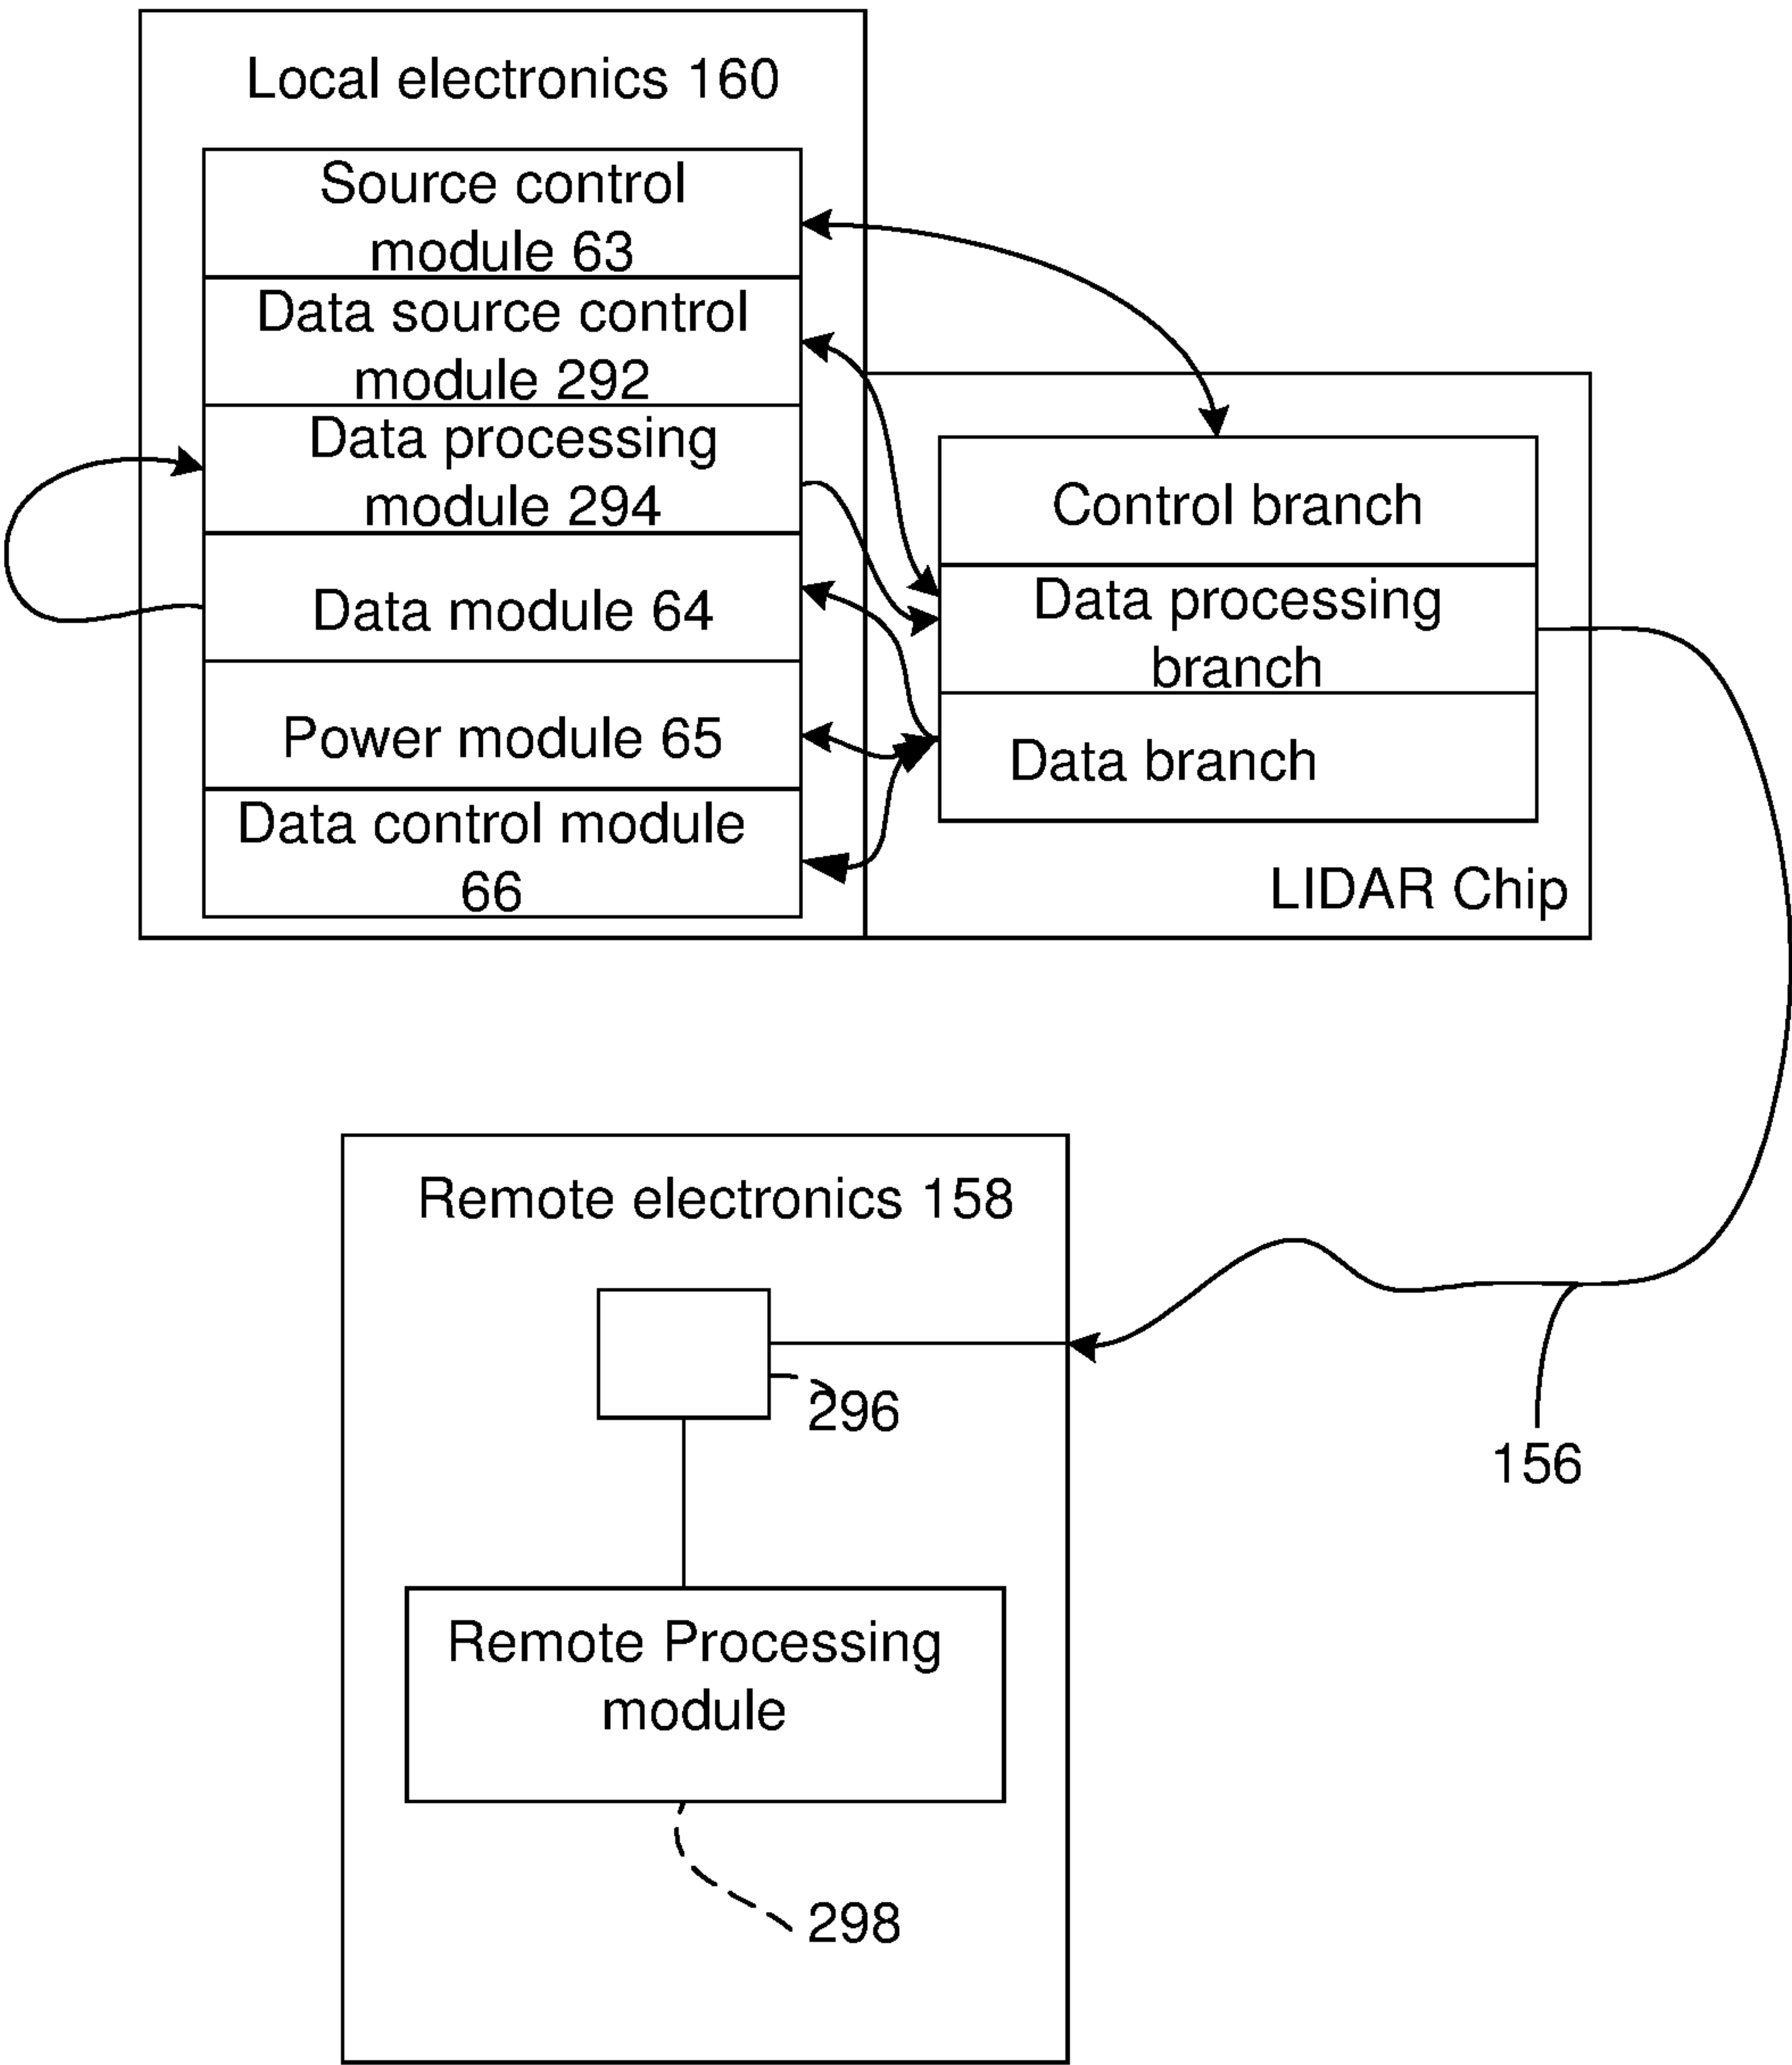 Local electronics 160
Source control
module 63
Data source control
module 292
Data processing
module 294
Data module 64
Power module 65
Data control module
66
Control branch
Data processing
branch
Data branch
LIDAR Chip
Remote electronics 158
296
156
Remote Processing
module
298